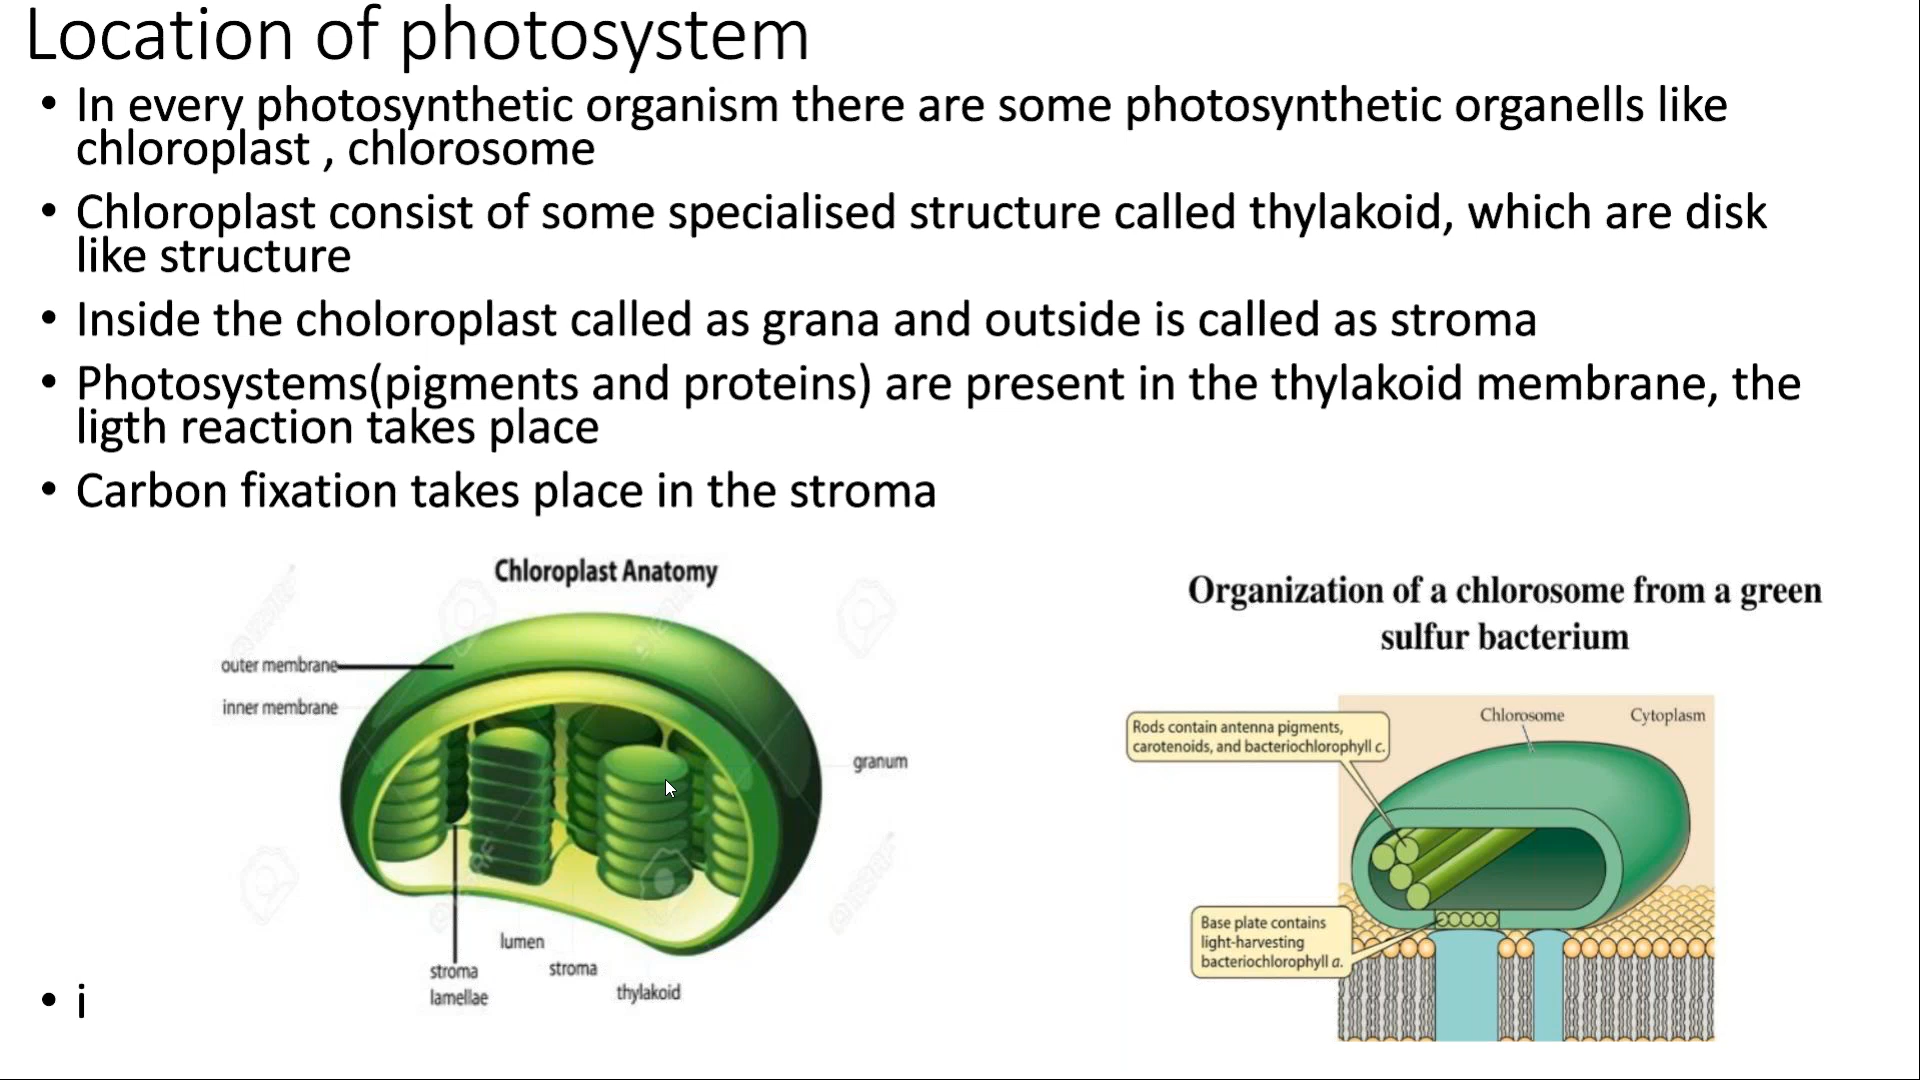 Location of photosystem
• In every photosynthetic organism there are some photosynthetic organells like
chloroplast , chlorosome
• Chloroplast consist of some specialised structure called thylakoid, which are disk
like structure
• Inside the choloroplast called as grana and outside is called as stroma
• Photosystems(pigments and proteins) are present in the thylakoid membrane, the
ligth reaction takes place
• Carbon fixation takes place in the stroma
Chloroplast Anatomy
outer membrane
inner membrane
granum
lumen
stroma
stroma
lamellae
thylakoid
• i
Organization of a chlorosome from a green
sulfur bacterium
Chlorosome
Cytoplasm
Rods contain antenna pigments,
carotenoids, and bacteriochlorophyll c.
Base plate contains
light-harvesting
bacteriochlorophyll a.